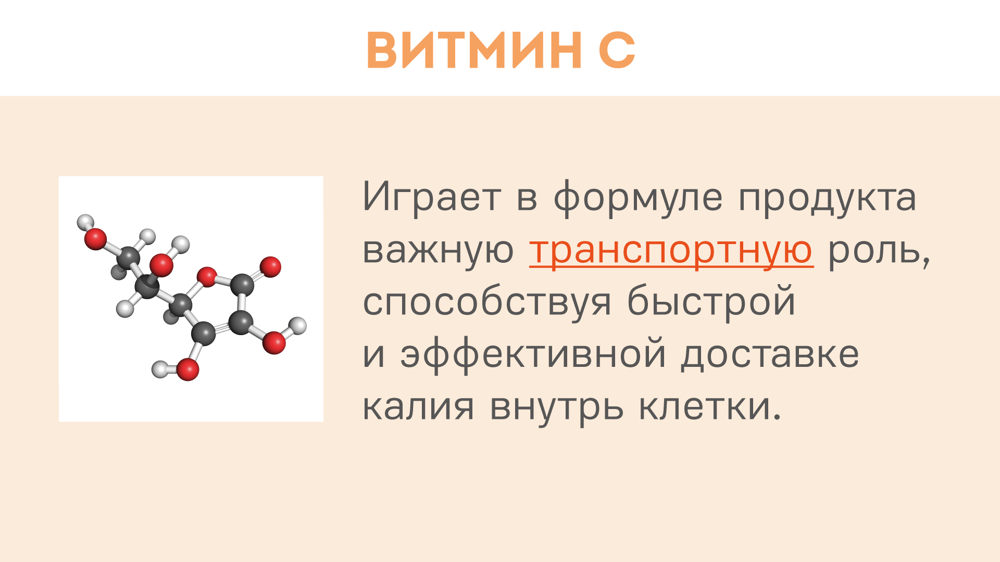 ВИТМИН С
Играет в формуле продукта
важную транспортную роль,
способствуя быстрой
и эффективной доставке
калия внутрь клетки.